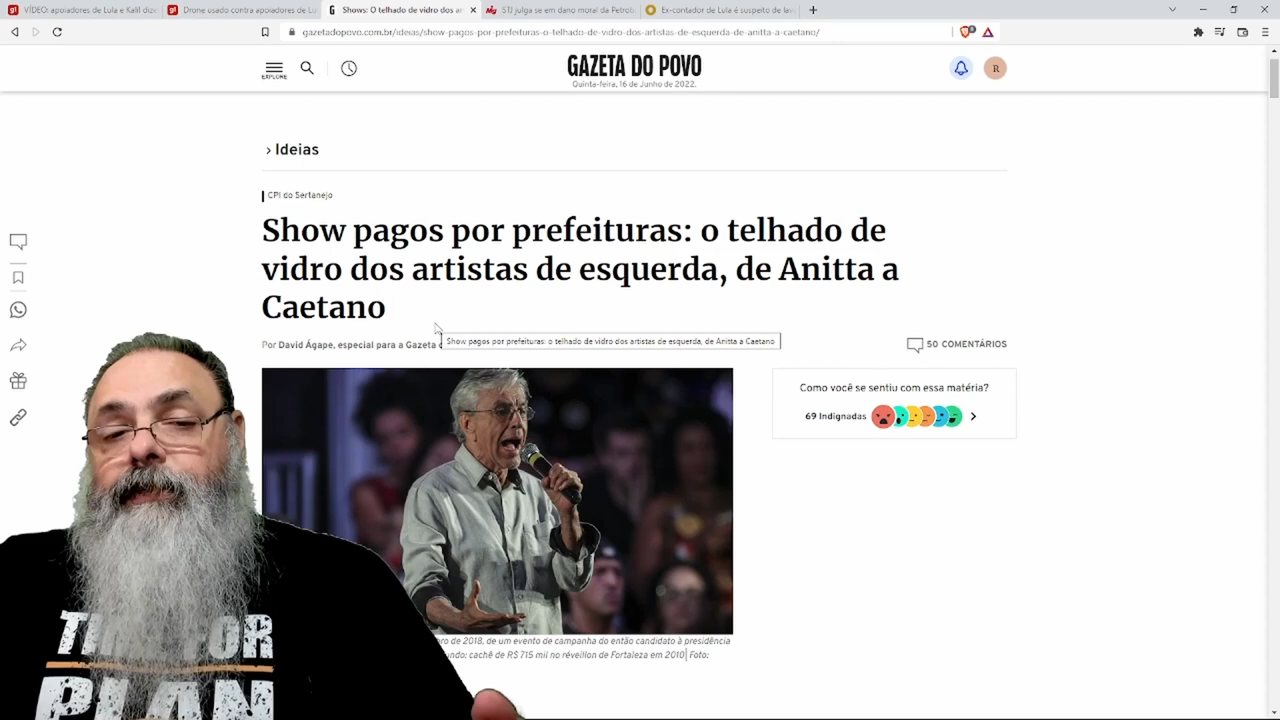 VÍDEO: apoiadores de Lula e Kalil dize
Drone usado contra apoiadores de Lu
Shows: O telhado de vidro dos ar
STJ julga se em dano moral da Petrob
Ex-contador de Lula é suspeito de lav
gazetadopovo.com.br/ideias/show-pagos-por-prefeituras-o-telhado-de-vidro-dos-artistas-de-esquerda-de-anitta-a-caetano/
EXPLORE
GAZETA DO POVO
Quinta-feira, 16 de Junho de 2022.
R
› Ideias
CPI do Sertanejo
Show pagos por prefeituras: o telhado de
vidro dos artistas de esquerda, de Anitta a
Caetano
Por David Ágape, especial para a Gazeta
Show pagos por prefeituras: o telhado de vidro dos artistas de esquerda, de Anitta a Caetano
50 COMENTÁRIOS
Como você se sentiu com essa matéria?
69 Indignadas
de 2018, de um evento de campanha do então candidato à presidência
cachê de R$ 715 mil no réveillon de Fortaleza em 2010| Foto:
PLAN